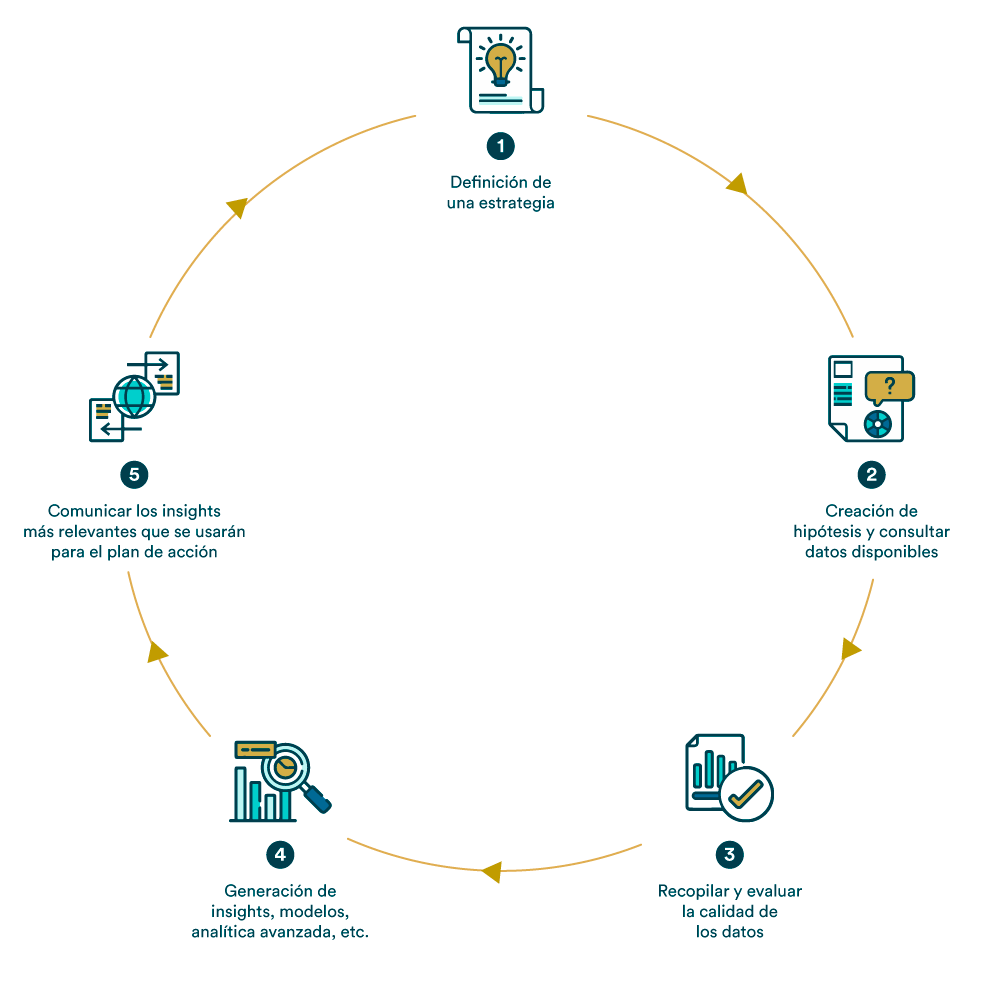 1
Definición de
una estrategia
?
2
Creación de
hipótesis y consultar
datos disponibles
3
Recopilar y evaluar
la calidad de
los datos
4
Generación de
insights, modelos,
analítica avanzada, etc.
5
Comunicar los insights
más relevantes que se usarán
para el plan de acción